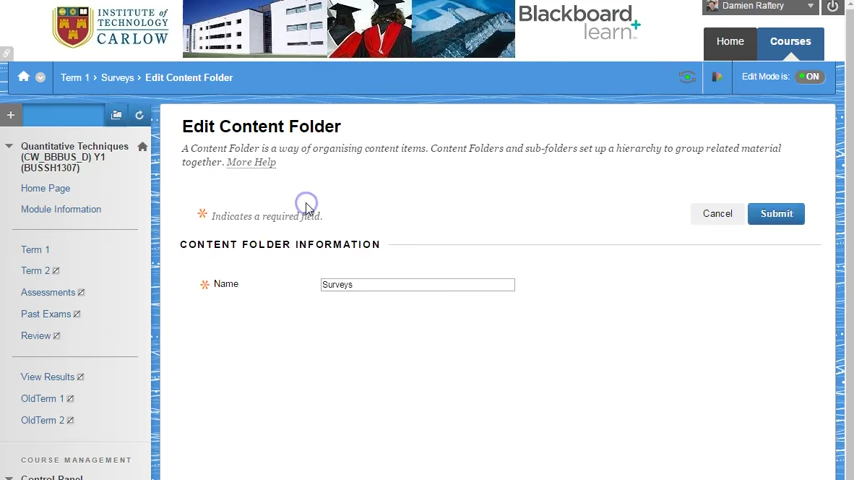 INSTITUTE of
TECHNOLOGY
CARLOW
Blackboard
learn+
Damien Raftery
Home
Courses
Term 1 › Surveys › Edit Content Folder
Edit Mode is: ON
Quantitative Techniques
(CW_BBBUS_D) Y1
(BUSSH1307)
Home Page
Module Information
Term 1
Term 2
Assessments
Past Exams
Review
View Results
OldTerm 1
OldTerm 2
COURSE MANAGEMENT
Control Panel
Edit Content Folder
A Content Folder is a way of organising content items. Content Folders and sub-folders set up a hierarchy to group related material
together. More Help
* Indicates a required field.
Cancel
Submit
CONTENT FOLDER INFORMATION
* Name
Surveys